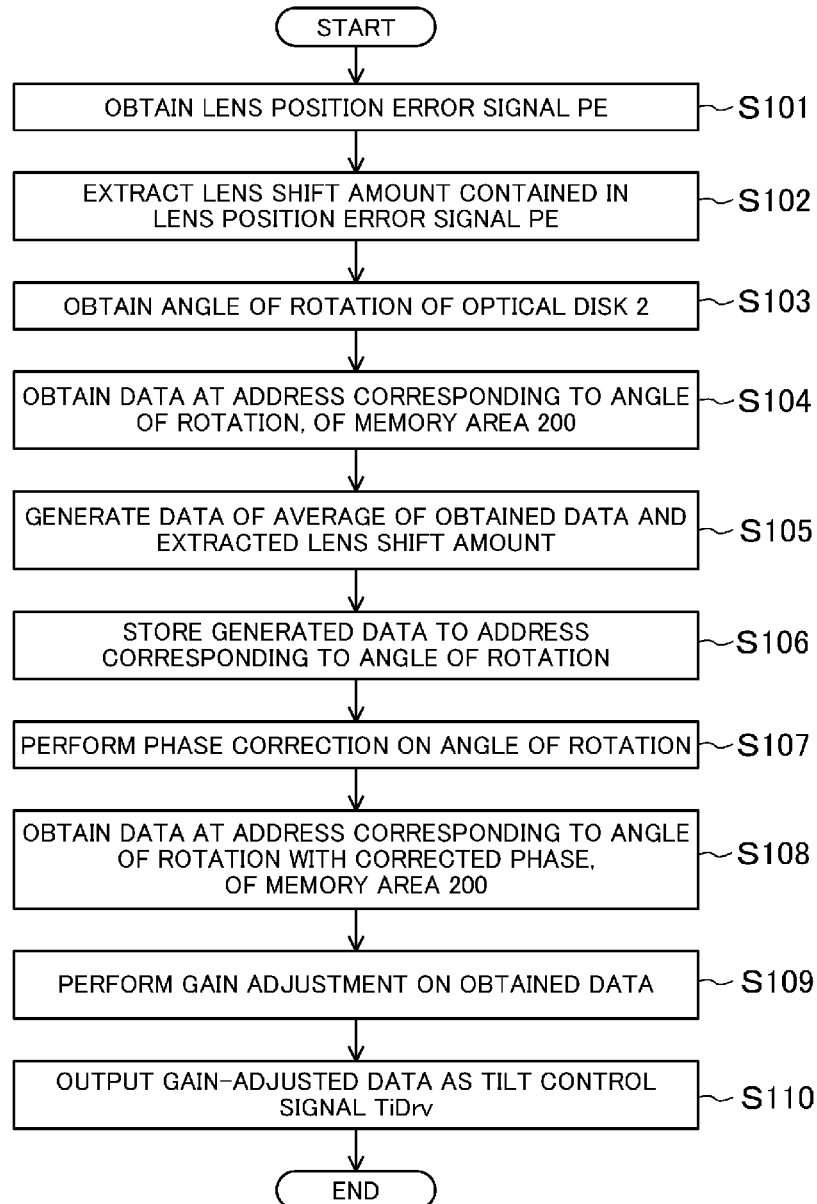 START
OBTAIN LENS POSITION ERROR SIGNAL PE
S101
EXTRACT LENS SHIFT AMOUNT CONTAINED IN
LENS POSITION ERROR SIGNAL PE
S102
OBTAIN ANGLE OF ROTATION OF OPTICAL DISK 2
S103
OBTAIN DATA AT ADDRESS CORRESPONDING TO ANGLE
OF ROTATION, OF MEMORY AREA 200
S104
GENERATE DATA OF AVERAGE OF OBTAINED DATA AND
EXTRACTED LENS SHIFT AMOUNT
S105
STORE GENERATED DATA TO ADDRESS
CORRESPONDING TO ANGLE OF ROTATION
S106
PERFORM PHASE CORRECTION ON ANGLE OF ROTATION
S107
OBTAIN DATA AT ADDRESS CORRESPONDING TO ANGLE
OF ROTATION WITH CORRECTED PHASE,
OF MEMORY AREA 200
S108
PERFORM GAIN ADJUSTMENT ON OBTAINED DATA
S109
OUTPUT GAIN-ADJUSTED DATA AS TILT CONTROL
SIGNAL TiDrv
S110
END